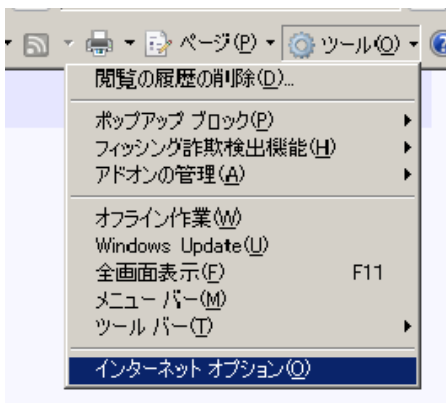 ページ(P) ツール(O)
閲覧の履歴の削除(D)...
ポップアップ ブロック(P)
フィッシング詐欺検出機能(H)
アドオンの管理(A)
オフライン作業(W)
Windows Update(U)
全画面表示(F) F11
メニュー バー(M)
ツール バー(T)
インターネット オプション(O)